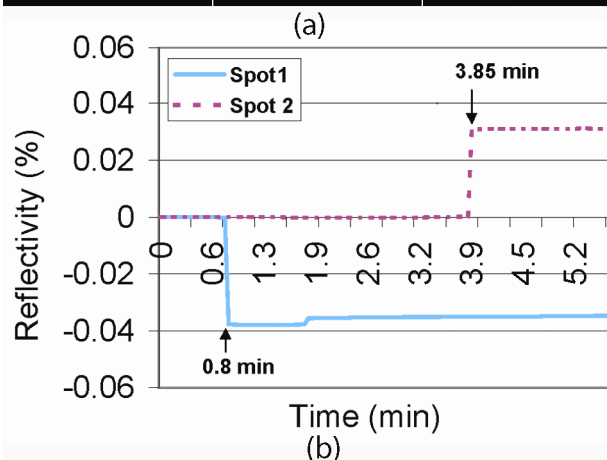 (a)
0.06
0.04
0.02
0
-0.02
-0.04
-0.06
Reflectivity (%)
Spot1
Spot 2
3.85 min
0.8 min
0
0.6
1.3
1.9
2.6
3.2
3.9
4.5
5.2
Time (min)
(b)